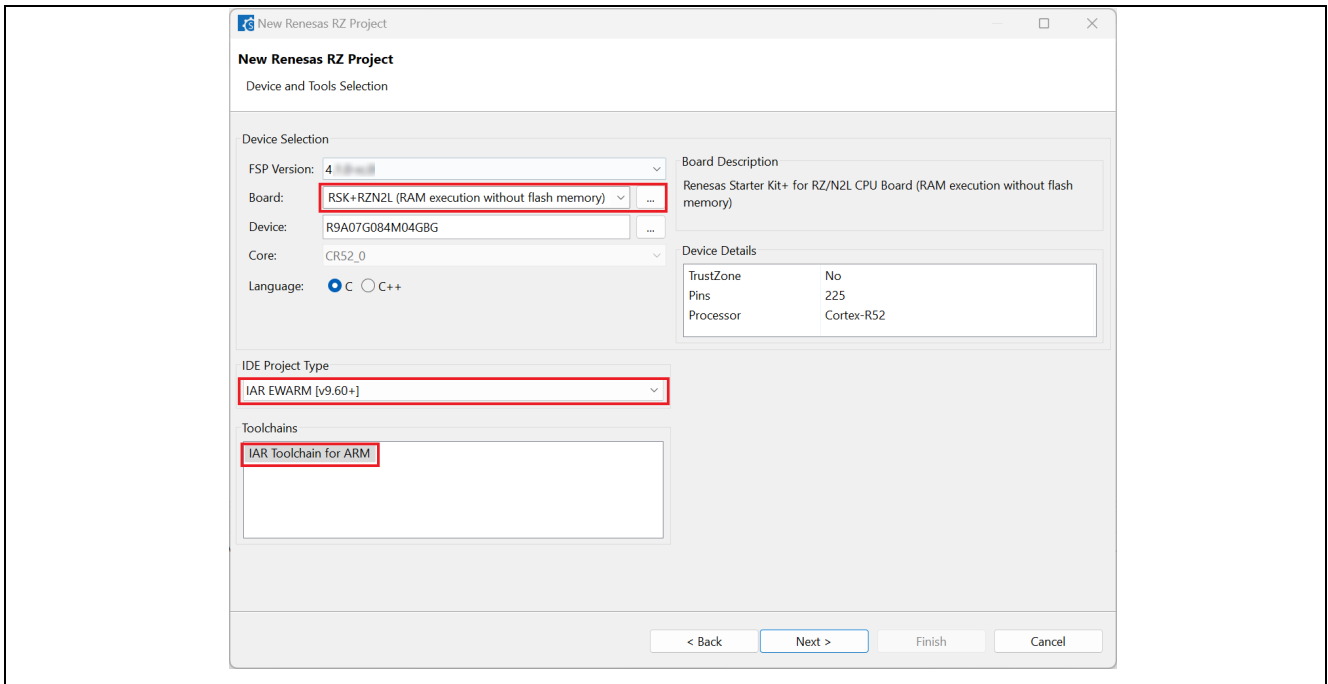 New Renesas RZ Project
New Renesas RZ Project
Device and Tools Selection
Device Selection
FSP Version: 4
Board: RSK+RZN2L (RAM execution without flash memory) ...
Device: R9A07G084M04GBG ...
Core: CR52_0
Language: C C++
Board Description
Renesas Starter Kit+ for RZ/N2L CPU Board (RAM execution without flash
memory)
Device Details
TrustZone No
Pins 225
Processor Cortex-R52
IDE Project Type
IAR EWARM [v9.60+]
Toolchains
IAR Toolchain for ARM
< Back Next > Finish Cancel